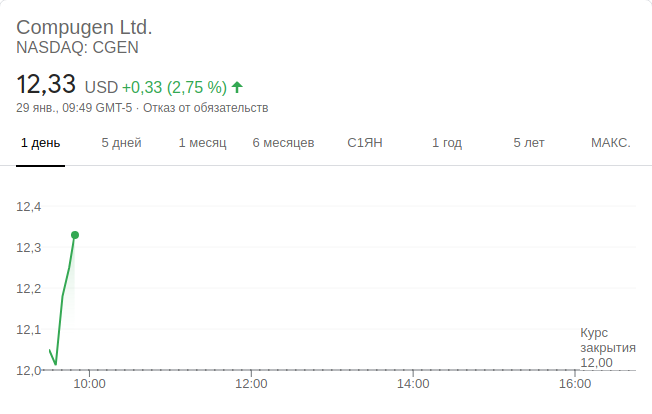 Compugen Ltd.
NASDAQ: CGEN
12,33 USD +0,33 (2,75 %)
29 янв., 09:49 GMT-5 · Отказ от обязательств
1 день 5 дней 1 месяц 6 месяцев С1ЯН 1 год 5 лет МАКС.
12,4
12,3
12,2
12,1
12,0
Курс
закрытия
12,00
10:00 12:00 14:00 16:00